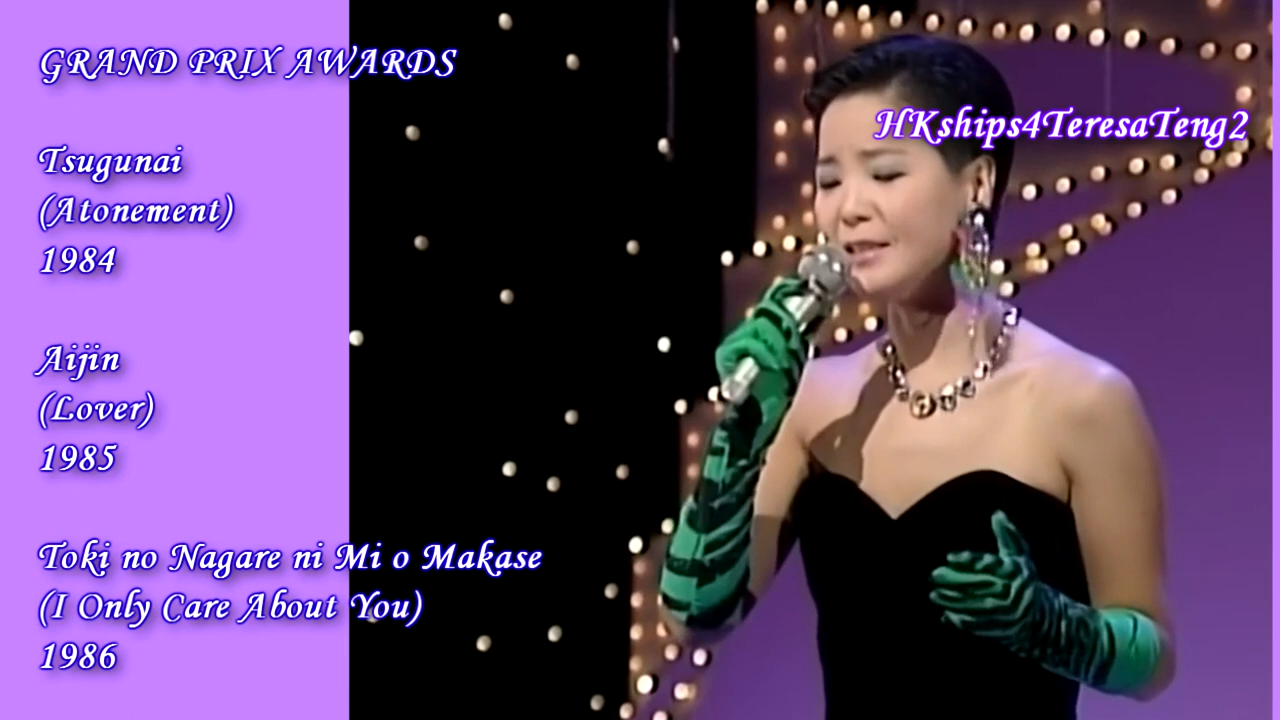 GRAND PRIX AWARDS
HKships4TeresaTeng2
Tsugunai
(Atonement)
1984
Aijin
(Lover)
1985
Toki no Nagare ni Mi o Makase
(I Only Care About You)
1986